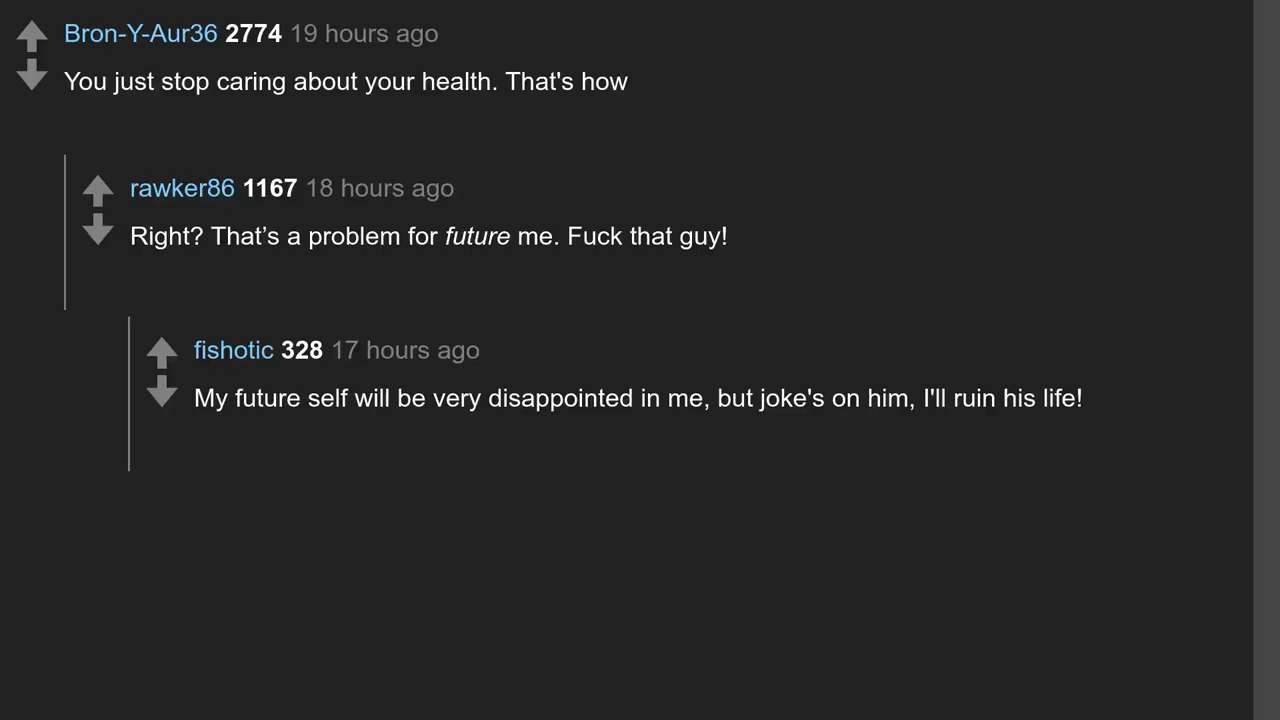 Bron-Y-Aur36 2774 19 hours ago
You just stop caring about your health. That's how
rawker86 1167 18 hours ago
Right? That’s a problem for future me. Fuck that guy!
fishotic 328 17 hours ago
My future self will be very disappointed in me, but joke's on him, I'll ruin his life!